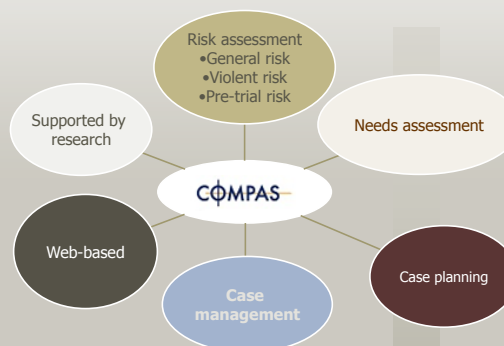 Risk assessment
•General risk
•Violent risk
•Pre-trial risk
Supported by
research
Needs assessment
COMPAS
Web-based
Case planning
Case
management